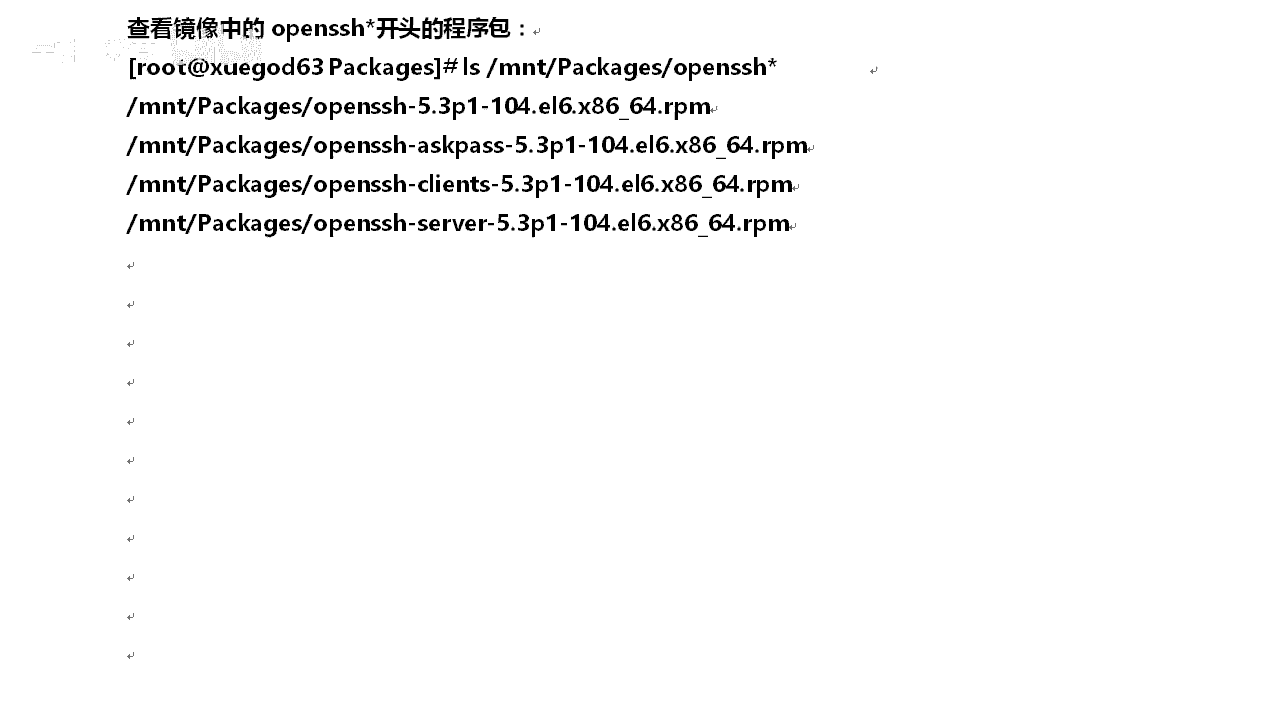 查看镜像中的 openssh*开头的程序包：
[root@xuegod63 Packages]# ls /mnt/Packages/openssh*
/mnt/Packages/openssh-5.3p1-104.el6.x86_64.rpm
/mnt/Packages/openssh-askpass-5.3p1-104.el6.x86_64.rpm
/mnt/Packages/openssh-clients-5.3p1-104.el6.x86_64.rpm
/mnt/Packages/openssh-server-5.3p1-104.el6.x86_64.rpm